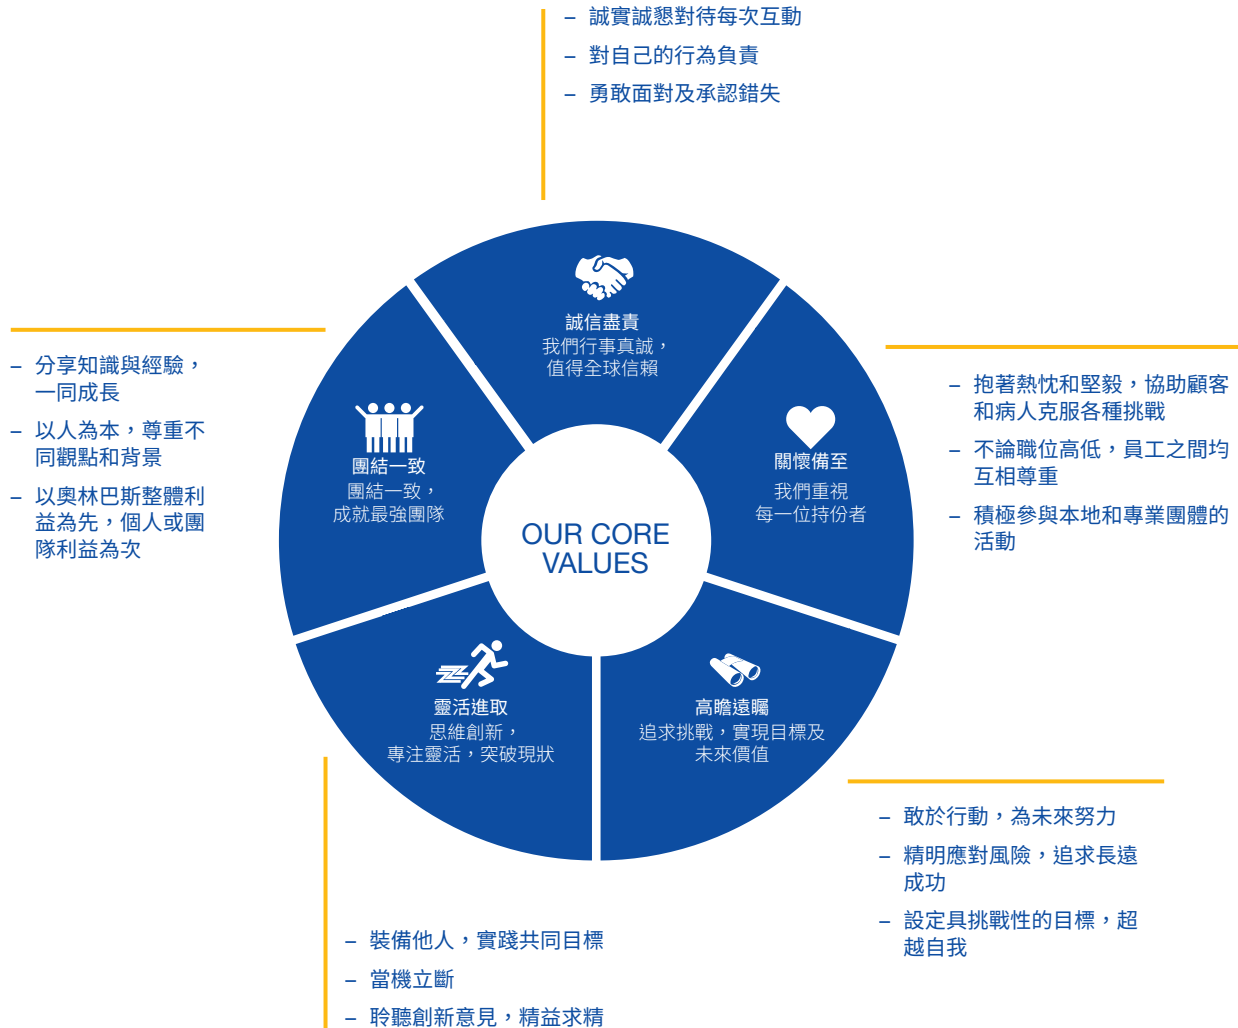 – 誠實誠懇對待每次互動
– 對自己的行為負責
– 勇敢面對及承認錯失
誠信盡責
我們行事真誠，
值得全球信賴
– 分享知識與經驗，
一同成長
– 以人為本，尊重不
同觀點和背景
– 以奧林巴斯整體利
益為先，個人或團
隊利益為次
團結一致
團結一致，
成就最強團隊
OUR CORE
VALUES
關懷備至
我們重視
每一位持份者
– 抱著熱忱和堅毅，協助顧客
和病人克服各種挑戰
– 不論職位高低，員工之間均
互相尊重
– 積極參與本地和專業團體的
活動
靈活進取
思維創新，
專注靈活，突破現狀
高瞻遠矚
追求挑戰，實現目標及
未來價值
– 敢於行動，為未來努力
– 精明應對風險，追求長遠
成功
– 設定具挑戰性的目標，超
越自我
– 裝備他人，實踐共同目標
– 當機立斷
– 聆聽創新意見，精益求精